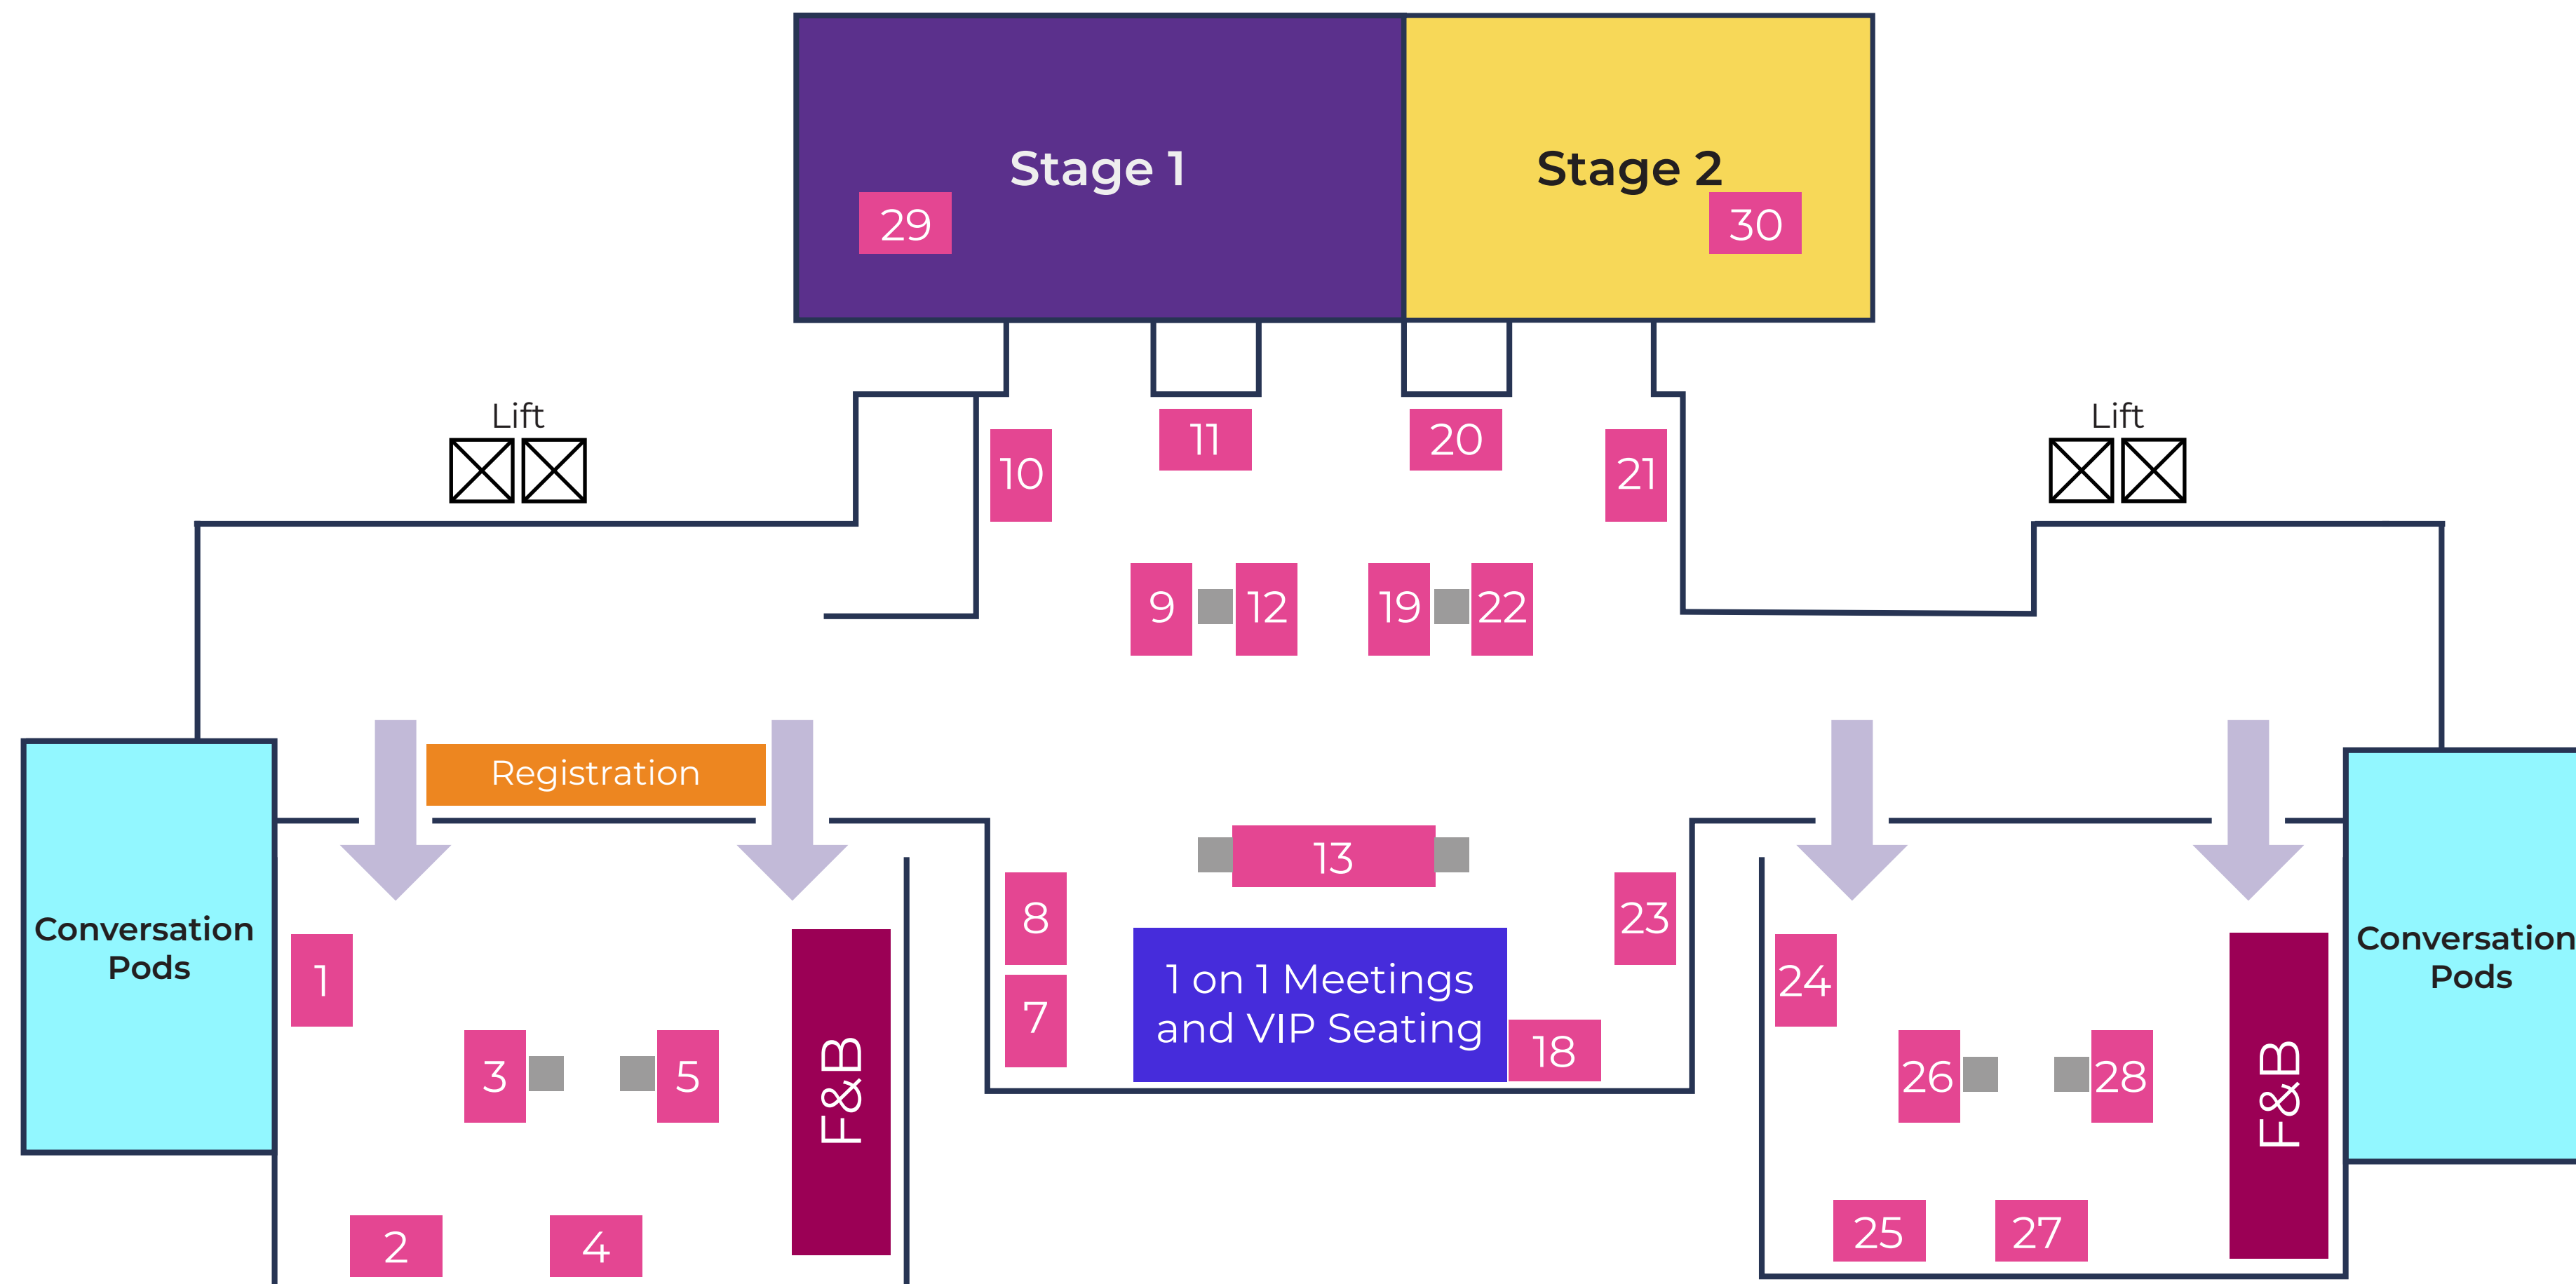 Stage 1
Stage 2
29
30
Lift
Lift
11
20
10
21
9
12
19
22
Registration
13
Conversation
Pods
Conversation
Pods
8
23
1
24
1 on 1 Meetings
and VIP Seating
7
18
3
5
F&B
26
28
F&B
2
4
25
27